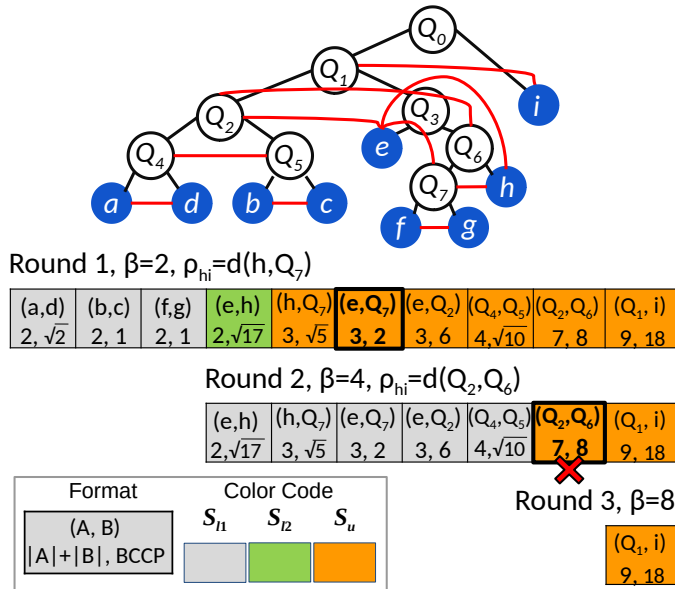 Q₀
Q₁
i
Q₂
Q₃
e
Q₆
Q₄
Q₅
Q₇
h
a
d
b
c
f
g
Round 1, β=2, ρₕᵢ=d(h,Q₇)
(a,d) (b,c) (f,g) (e,h) (h,Q₇) (e,Q₇) (e,Q₂) (Q₄,Q₅) (Q₂,Q₆) (Q₁, i)
2, √2 2, 1 2, 1 2,√17 3, √5 3, 2 3, 6 4,√10 7, 8 9, 18
Round 2, β=4, ρₕᵢ=d(Q₂,Q₆)
(e,h) (h,Q₇) (e,Q₇) (e,Q₂) (Q₄,Q₅) (Q₂,Q₆) (Q₁, i)
2,√17 3, √5 3, 2 3, 6 4,√10 7, 8 9, 18
Round 3, β=8
(Q₁, i)
9, 18
Format
(A, B)
|A|+|B|, BCCP
Color Code
Sₗ₁ Sₗ₂ Sᵤ